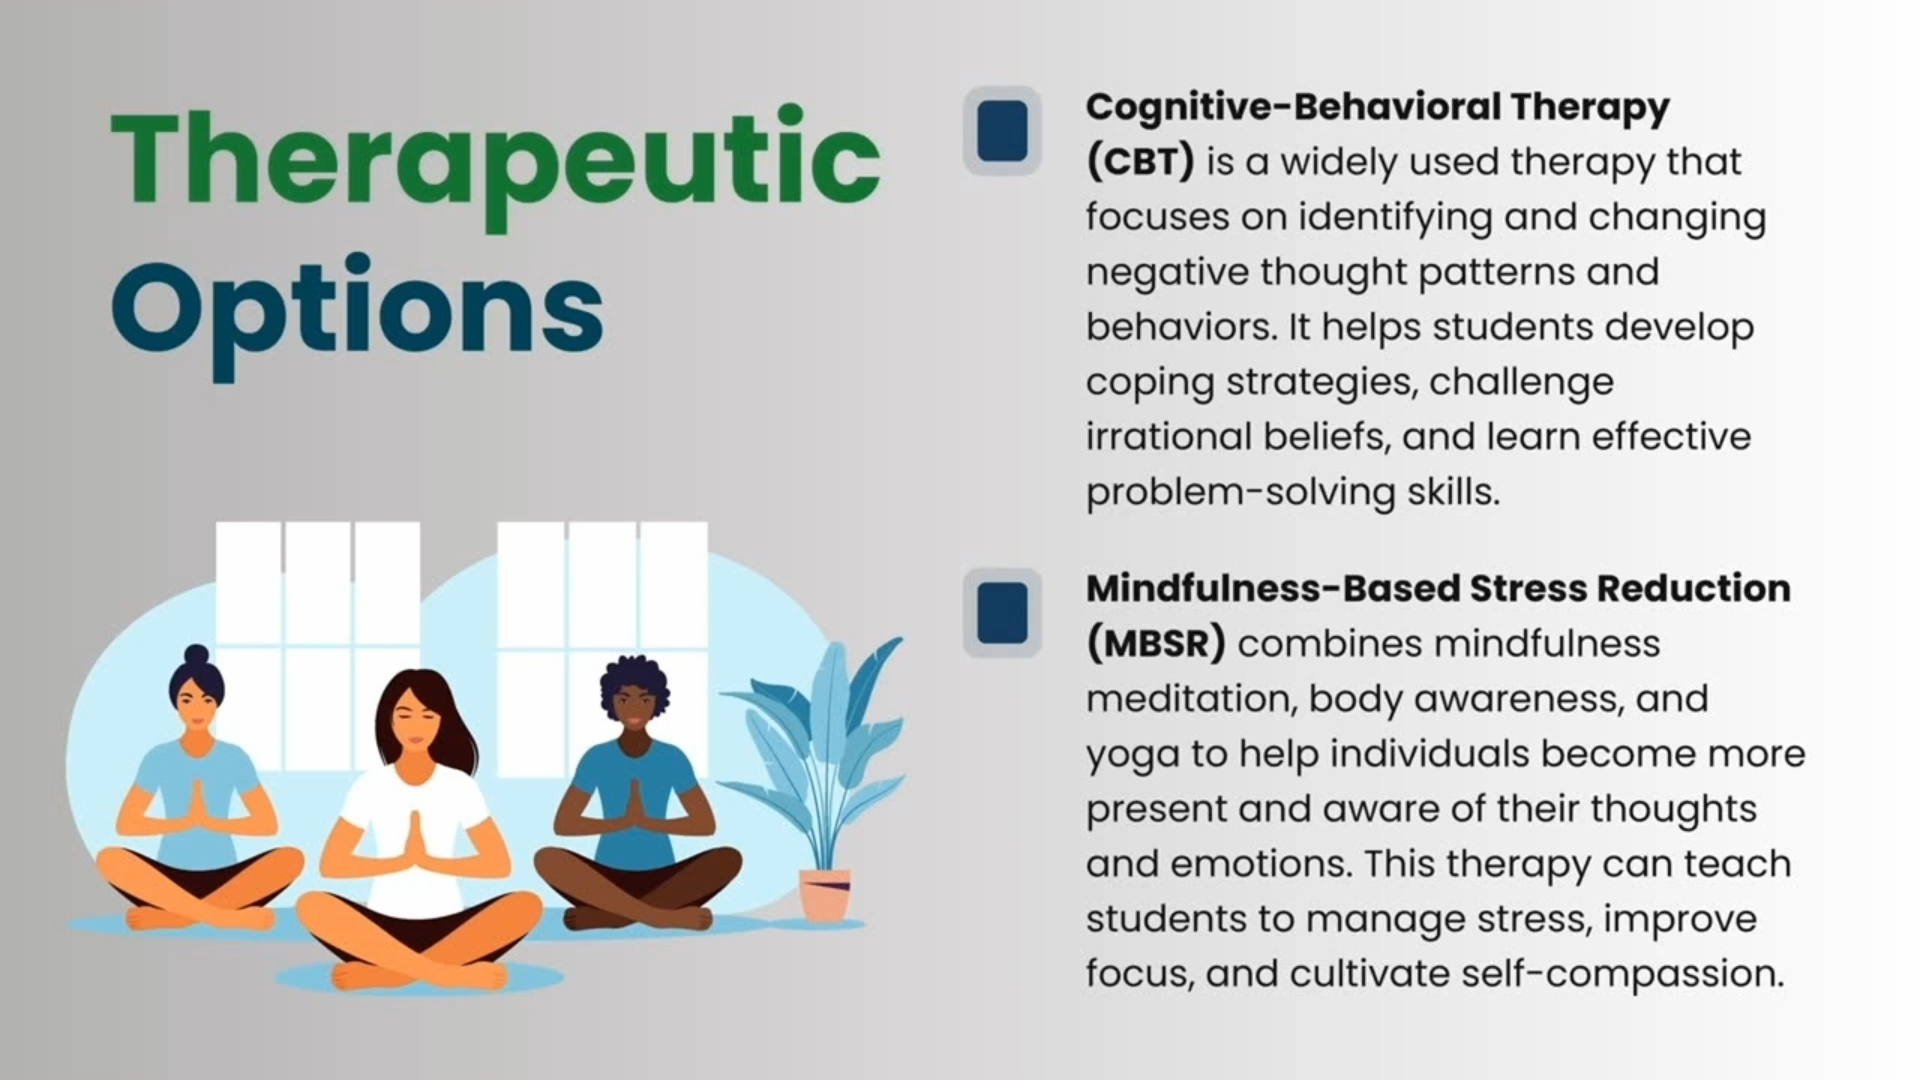 Therapeutic
Options
Cognitive-Behavioral Therapy
(CBT) is a widely used therapy that
focuses on identifying and changing
negative thought patterns and
behaviors. It helps students develop
coping strategies, challenge
irrational beliefs, and learn effective
problem-solving skills.
Mindfulness-Based Stress Reduction
(MBSR) combines mindfulness
meditation, body awareness, and
yoga to help individuals become more
present and aware of their thoughts
and emotions. This therapy can teach
students to manage stress, improve
focus, and cultivate self-compassion.